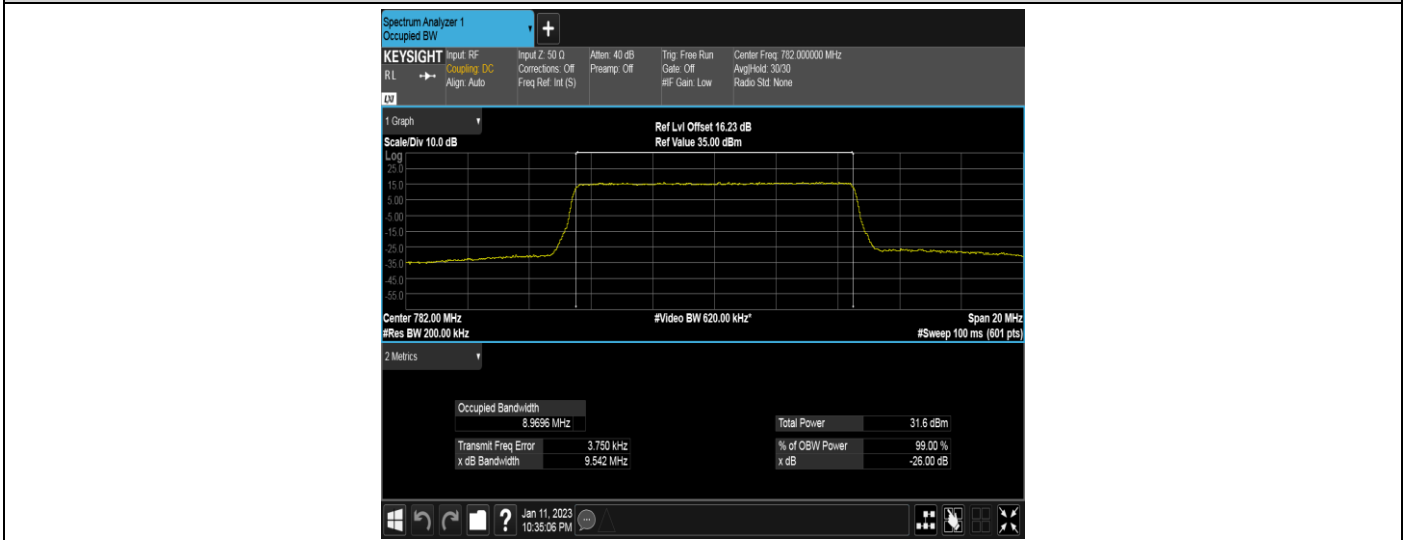 Spectrum Analyzer 1
Occupied BW
+
KEYSIGHT Input: RF Input Z: 50 Ω Atten: 40 dB Trig: Free Run Center Freq: 782.000000 MHz
Coupling: DC Corrections: Off Preamp: Off Gate: Off Avg|Hold: 30/30
RL Align: Auto Freq Ref: Int (S) #IF Gain: Low Radio Std: None
LXI
1 Graph Ref Lvl Offset 16.23 dB
Scale/Div 10.0 dB Ref Value 35.00 dBm
Log
25.0
15.0
5.00
-5.00
-15.0
-25.0
-35.0
-45.0
-55.0
Center 782.00 MHz #Video BW 620.00 kHz* Span 20 MHz
#Res BW 200.00 kHz #Sweep 100 ms (601 pts)
2 Metrics
Occupied Bandwidth
8.9696 MHz Total Power 31.6 dBm
Transmit Freq Error 3.750 kHz % of OBW Power 99.00 %
x dB Bandwidth 9.542 MHz x dB -26.00 dB
? Jan 11, 2023
10:35:06 PM